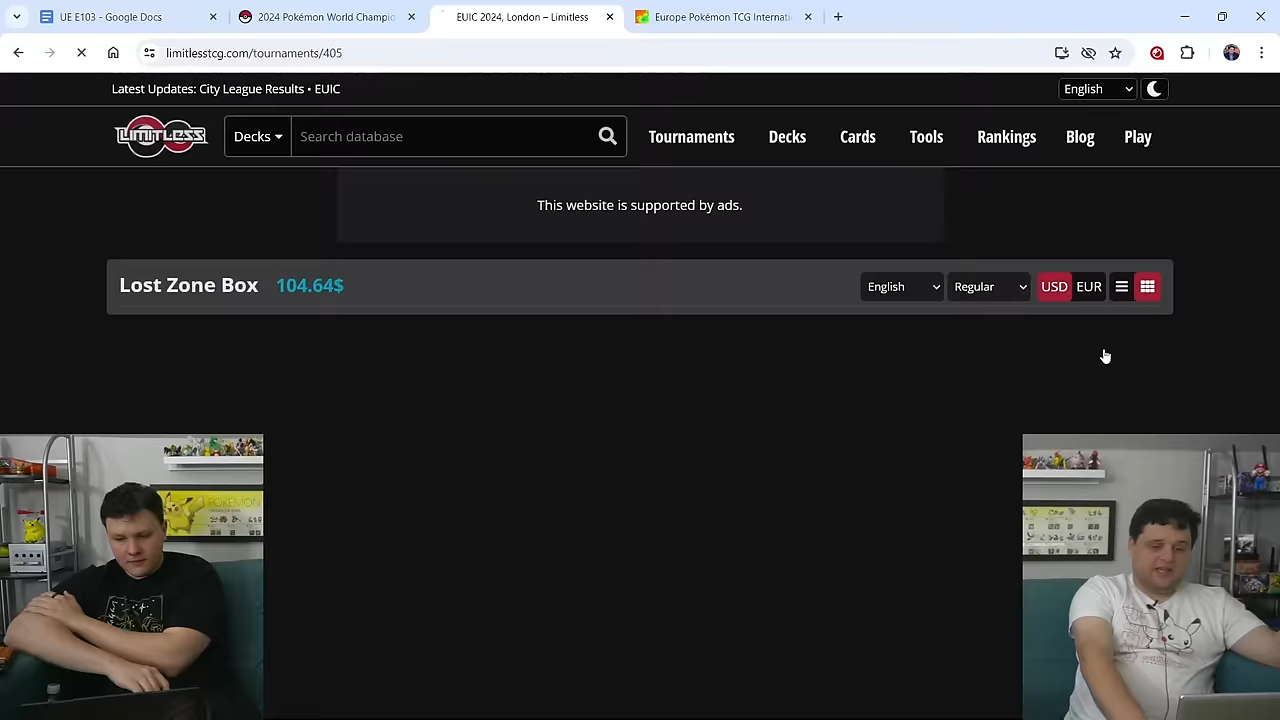 UE E103 - Google Docs
2024 Pokémon World Champio
EUIC 2024, London – Limitless
Europe Pokémon TCG Internati
limitlesstcg.com/tournaments/405
Latest Updates: City League Results • EUIC
English
LIMITLESS
Decks
Search database
Tournaments
Decks
Cards
Tools
Rankings
Blog
Play
This website is supported by ads.
Lost Zone Box
104.64$
English
Regular
USD
EUR
POKEMON